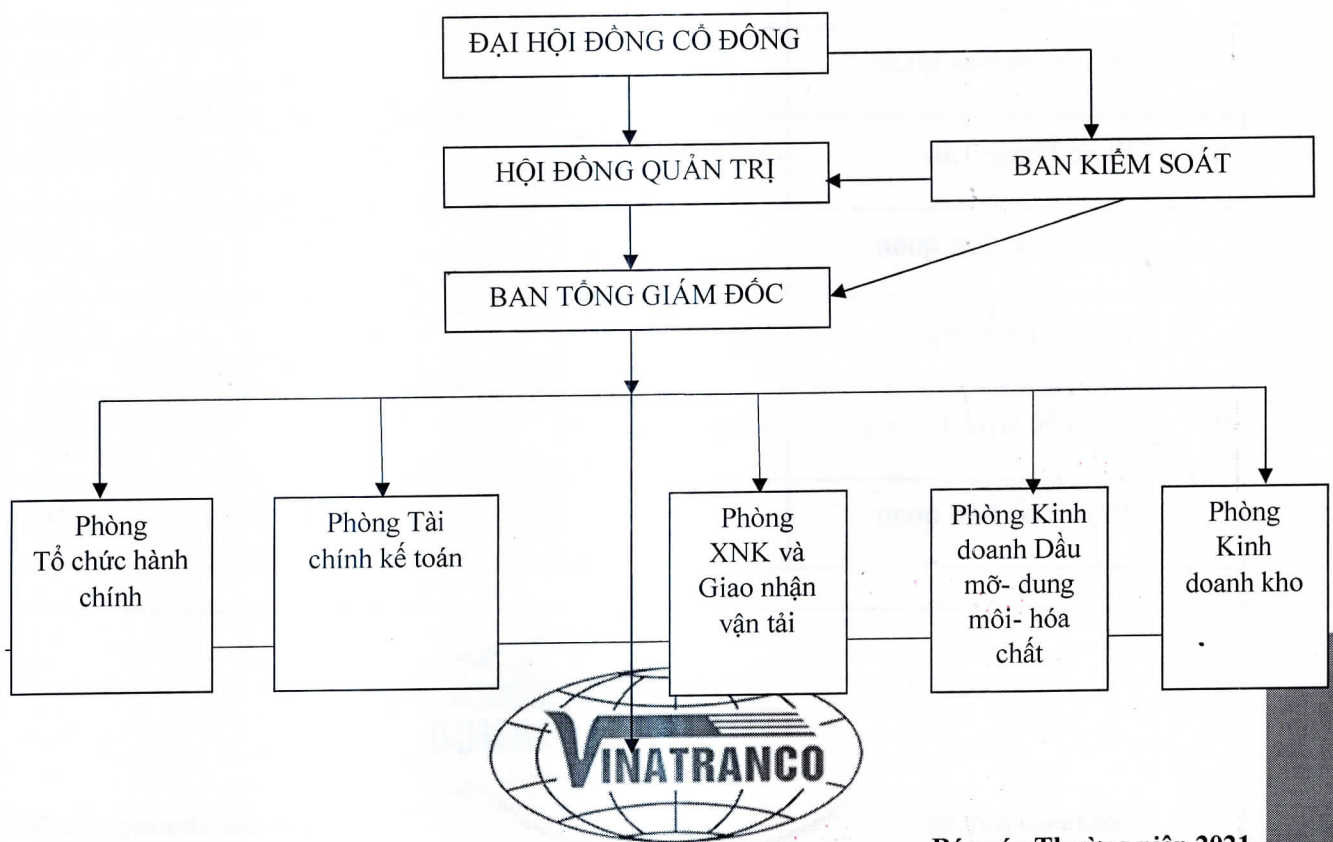 ĐẠI HỘI ĐỒNG CỔ ĐÔNG
HỘI ĐỒNG QUẢN TRỊ
BAN KIỂM SOÁT
BAN TỔNG GIÁM ĐỐC
Phòng
Tổ chức hành
chính
Phòng Tài
chính kế toán
Phòng
XNK và
Giao nhận
vận tải
Phòng Kinh
doanh Dầu
mỡ- dung
môi- hóa
chất
Phòng
Kinh
doanh kho
VINATRANCO